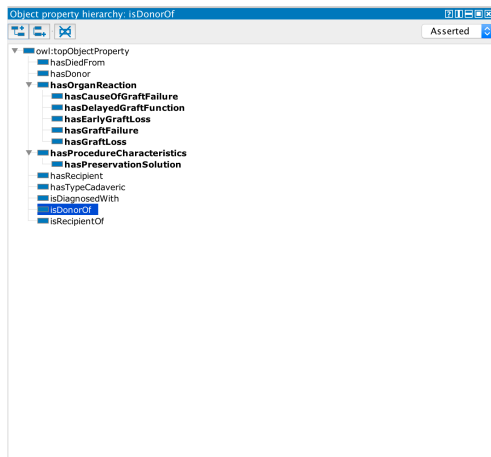 Object property hierarchy: isDonorOf
Asserted
owl:topObjectProperty
hasDiedFrom
hasDonor
hasOrganReaction
hasCauseOfGraftFailure
hasDelayedGraftFunction
hasEarlyGraftLoss
hasGraftFailure
hasGraftLoss
hasProcedureCharacteristics
hasPreservationSolution
hasRecipient
hasTypeCadaveric
isDiagnosedWith
isDonorOf
isRecipientOf